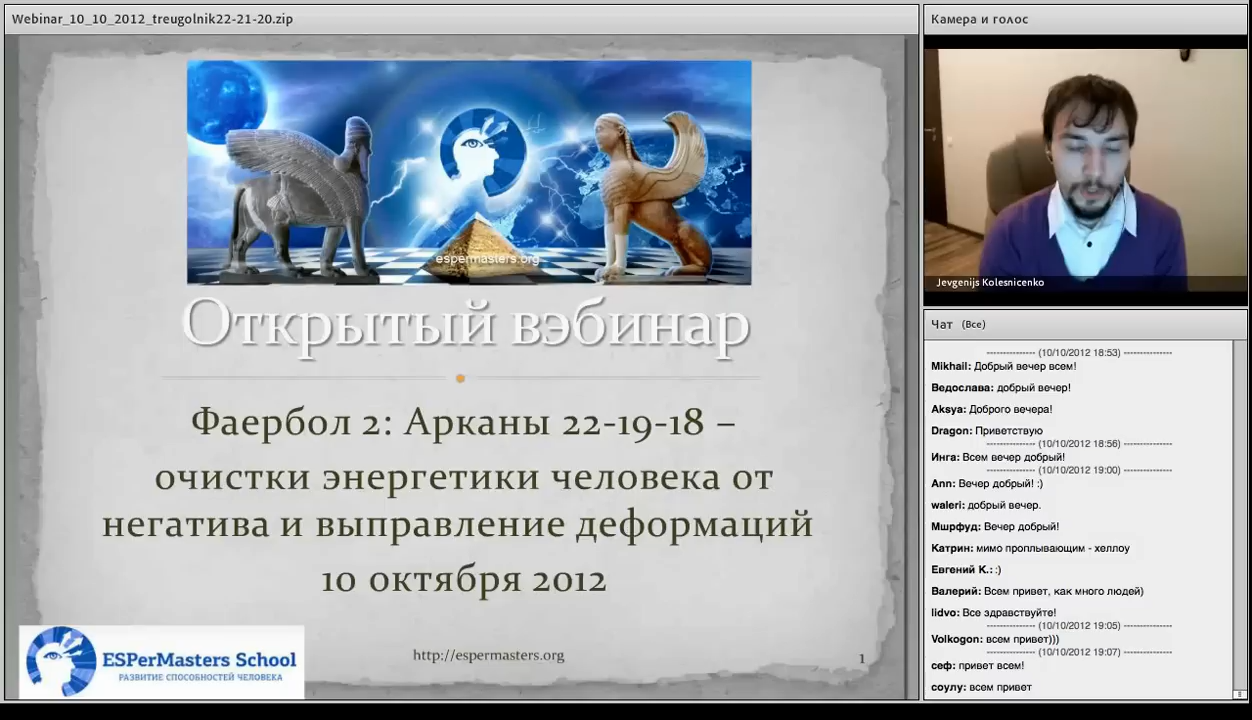 Webinar_10_10_2012_treugolnik22-21-20.zip
espermasters.org
Открытый вэбинар
Фаербол 2: Арканы 22-19-18 –
очистки энергетики человека от
негатива и выправление деформаций
10 октября 2012
ESPerMasters School
РАЗВИТИЕ СПОСОБНОСТЕЙ ЧЕЛОВЕКА
http://espermasters.org
1
Камера и голос
Jevgenijs Kolesnicenko
Чат (Все)
-------------- (10/10/2012 18:53) --------------
Mikhail: Добрый вечер всем!
Ведослава: добрый вечер!
Aksya: Доброго вечера!
Dragon: Приветствую
-------------- (10/10/2012 18:56) --------------
Инга: Всем вечер добрый!
-------------- (10/10/2012 19:00) --------------
Ann: Вечер добрый! :)
waleri: добрый вечер.
Мшрфуд: Вечер добрый!
Катрин: мимо проплывающим - хеллоу
Евгений К.: :)
Валерий: Всем привет, как много людей)
lidvo: Все здравствуйте!
-------------- (10/10/2012 19:05) --------------
Volkogon: всем привет)))
-------------- (10/10/2012 19:07) --------------
сеф: привет всем!
соулу: всем привет